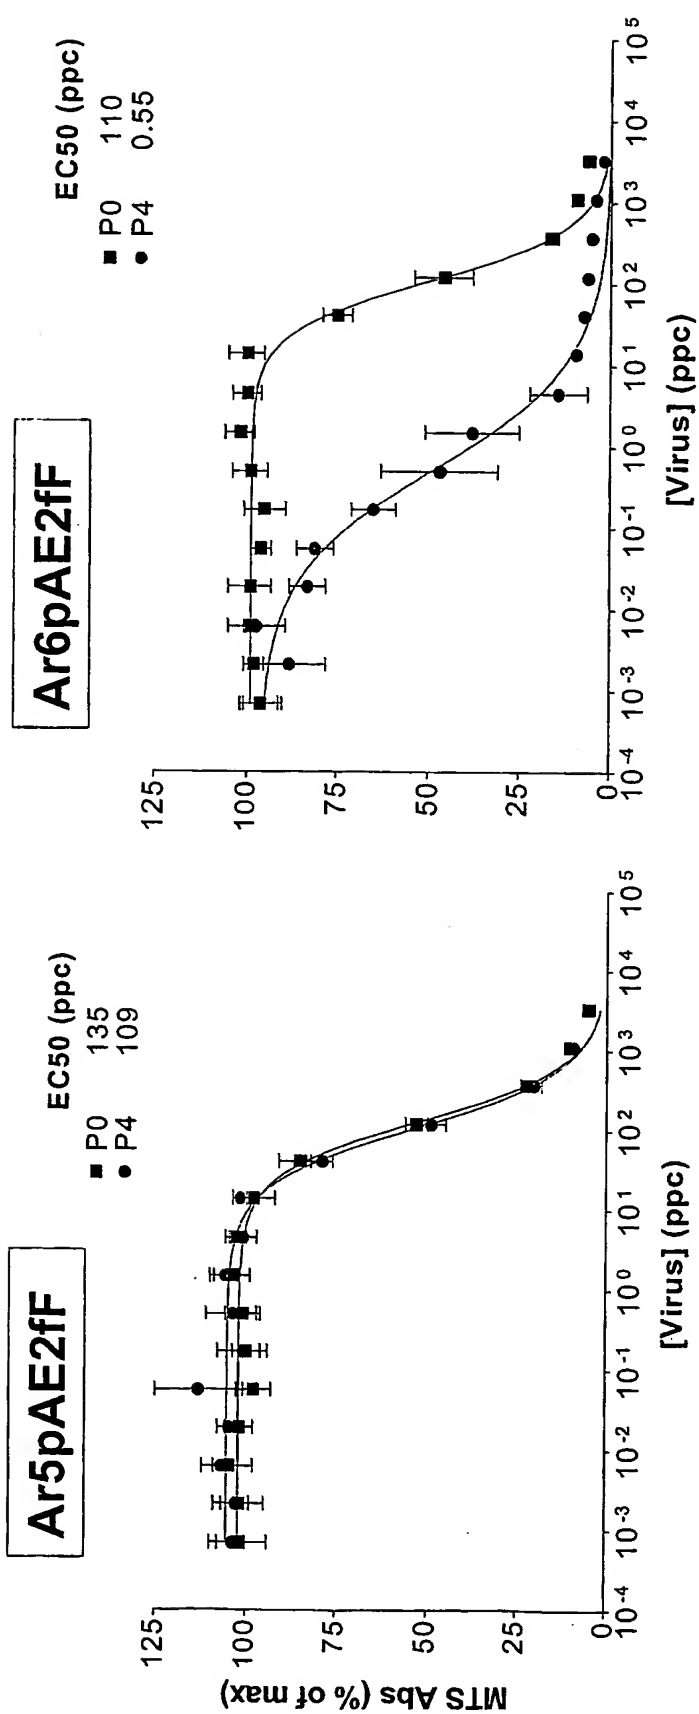 Ar5pAE2fF
EC50 (ppc)
■ P0 135
● P4 109
MTS Abs (% of max)
125
100
75
50
25
0
10-4 10-3 10-2 10-1 100 101 102 103 104 105
[Virus] (ppc)
Ar6pAE2fF
EC50 (ppc)
■ P0 110
● P4 0.55
125
100
75
50
25
0
10-4 10-3 10-2 10-1 100 101 102 103 104 105
[Virus] (ppc)